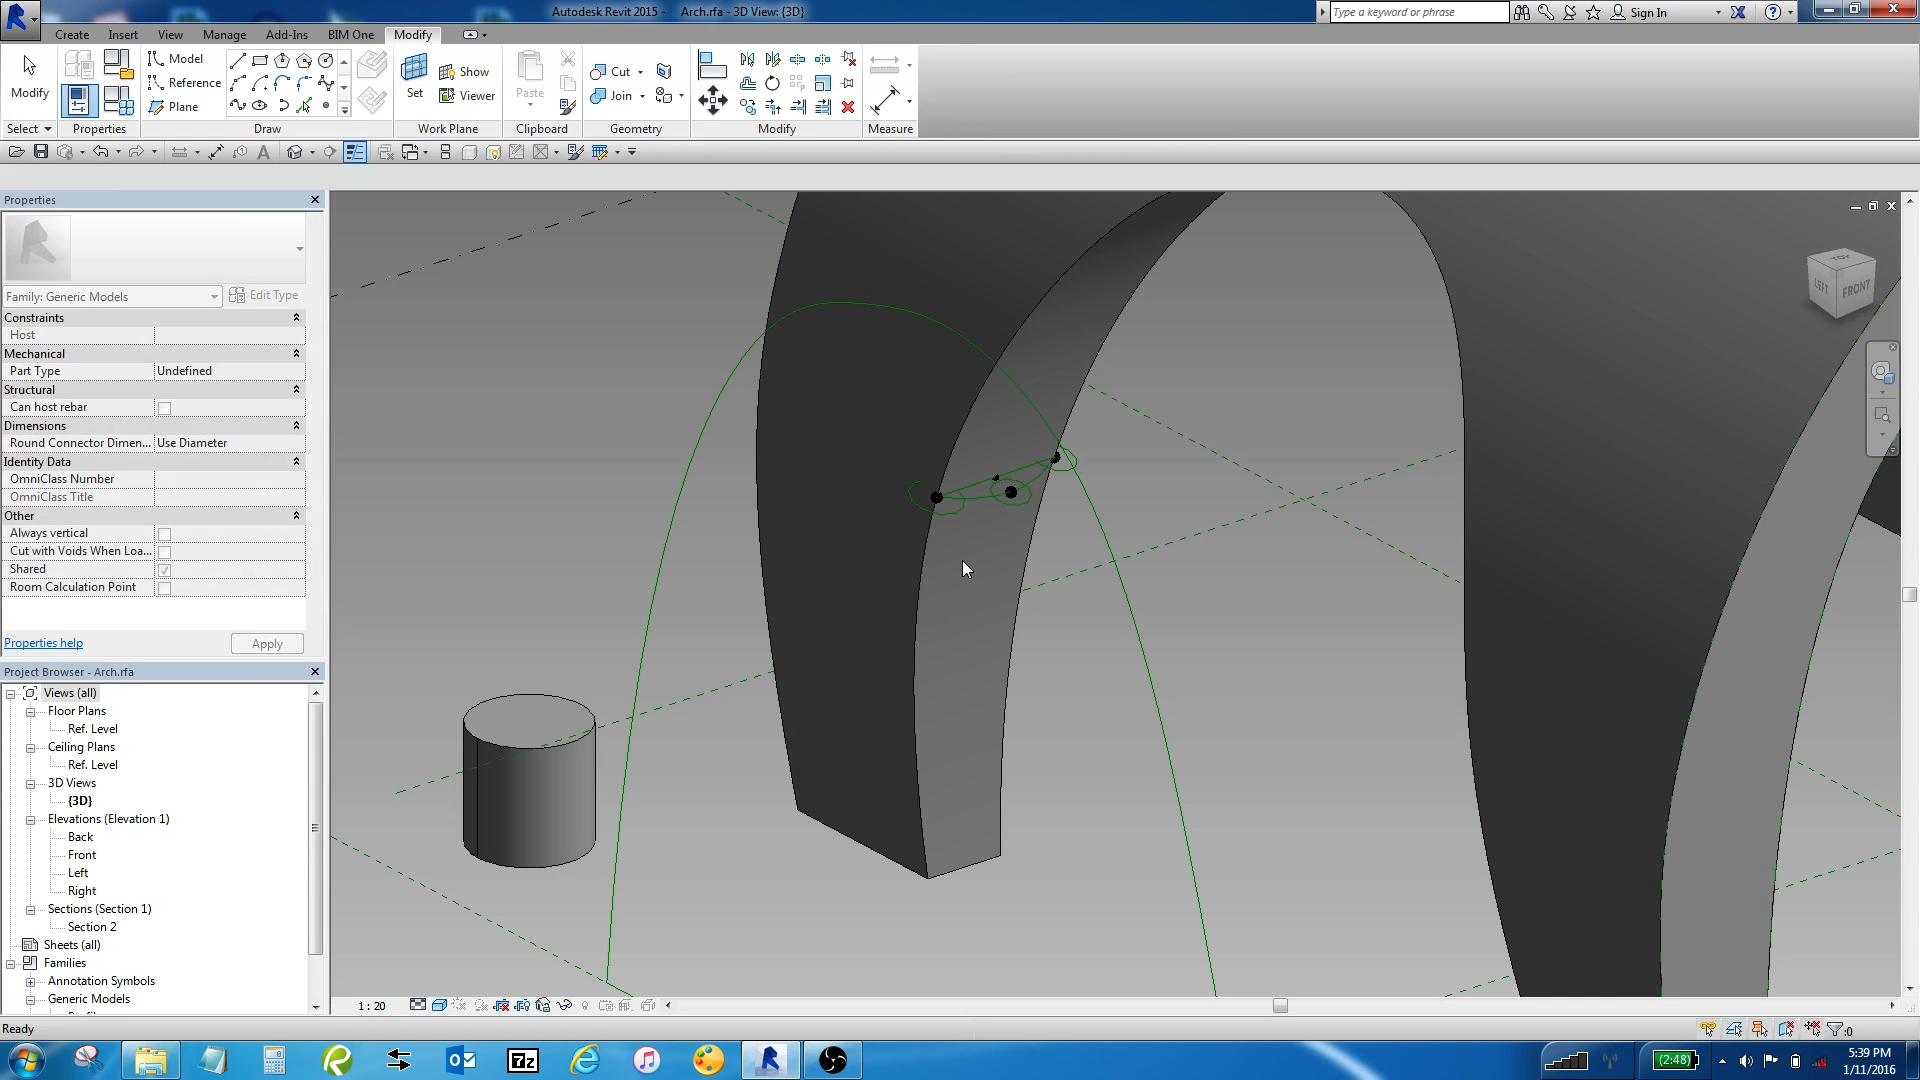 Autodesk Revit 2015 - Arch.rfa - 3D View: {3D}
Type a keyword or phrase
Sign In
Create Insert View Manage Add-Ins BIM One Modify
Modify
Model
Reference
Plane
Set
Show
Viewer
Paste
Cut
Join
Select Properties Draw Work Plane Clipboard Geometry Modify Measure
Properties
Family: Generic Models Edit Type
Constraints
Host
Mechanical
Part Type Undefined
Structural
Can host rebar
Dimensions
Round Connector Dimen... Use Diameter
Identity Data
OmniClass Number
OmniClass Title
Other
Always vertical
Cut with Voids When Loa...
Shared
Room Calculation Point
Properties help Apply
Project Browser - Arch.rfa
Views (all)
Floor Plans
Ref. Level
Ceiling Plans
Ref. Level
3D Views
{3D}
Elevations (Elevation 1)
Back
Front
Left
Right
Sections (Section 1)
Section 2
Sheets (all)
Families
Annotation Symbols
Generic Models
TOP
LEFT FRONT
1 : 20
Ready
:0
(2:48)
5:39 PM
1/11/2016